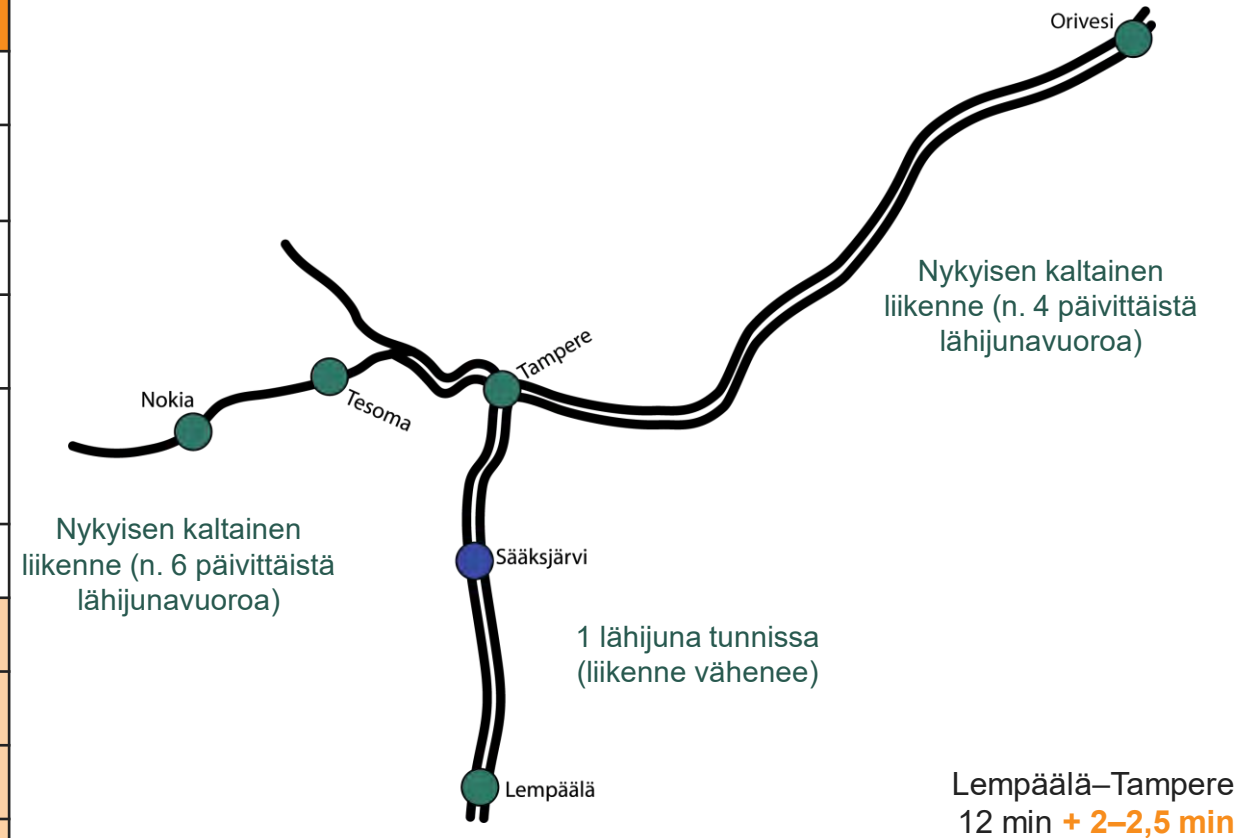 Orivesi
Nykyisen kaltainen
liikenne (n. 4 päivittäistä
lähijunavuoroa)
Tampere
Nokia
Tesoma
Nykyisen kaltainen
liikenne (n. 6 päivittäistä
lähijunavuoroa)
Sääksjärvi
1 lähijuna tunnissa
(liikenne vähenee)
Lempäälä
Lempäälä–Tampere
12 min + 2–2,5 min